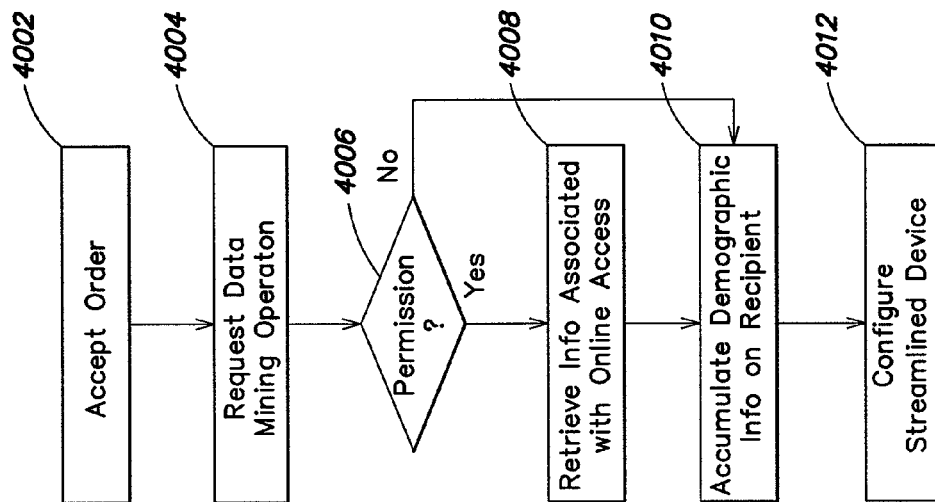 4002
Accept Order
4004
Request Data
Mining Operaton
4006
Permission
?
No
Yes
4008
Retrieve Info Associated
with Online Access
4010
Accumulate Demographic
Info on Recipient
4012
Configure
Streamlined Device